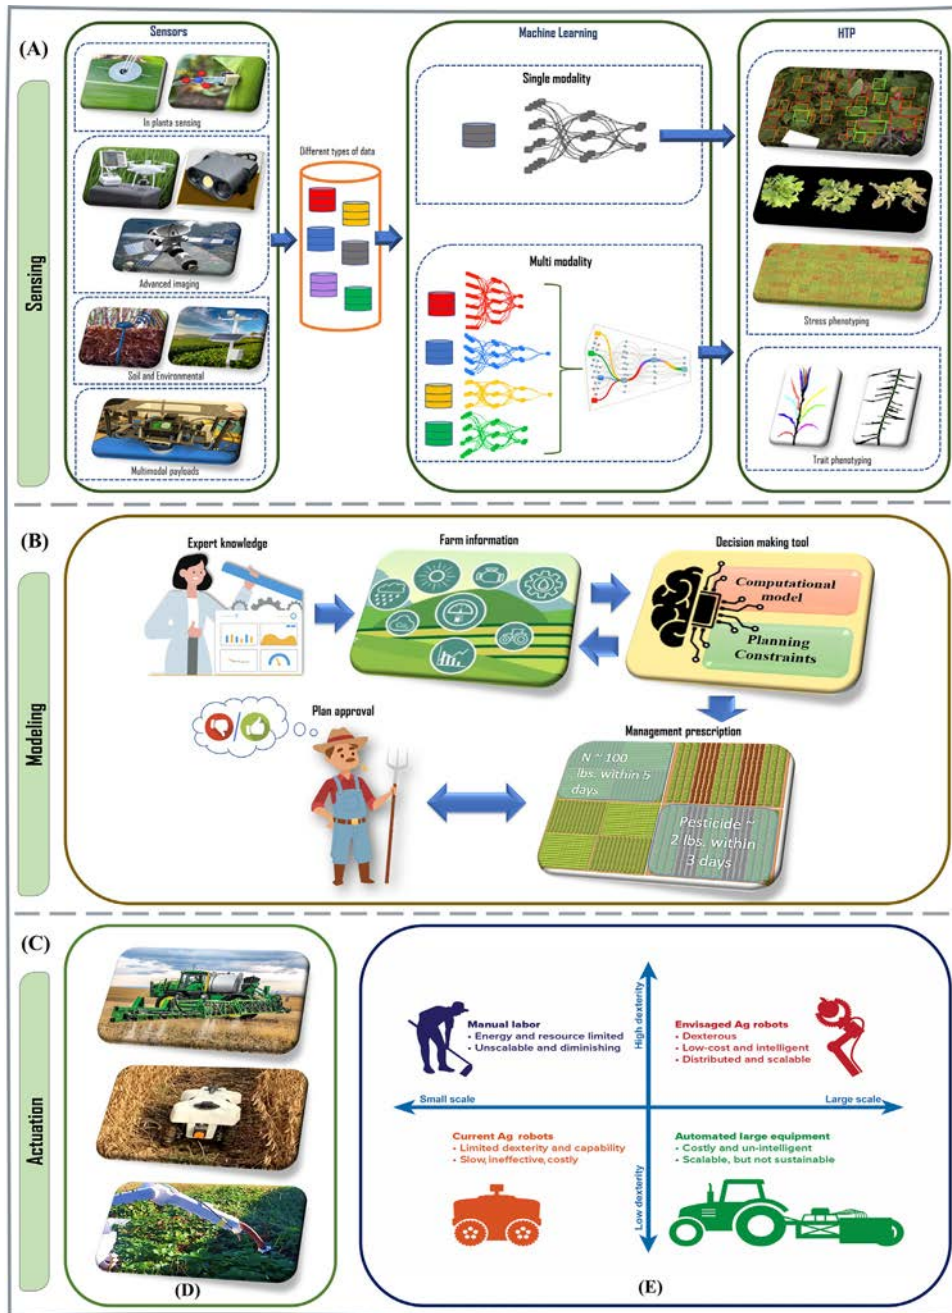 (A)
Sensing
Sensors
In planta sensing
Advanced imaging
Soil and Environmental
Multimodal payloads
Different types of data
Machine Learning
Single modality
Multi modality
HTP
Stress phenotyping
Trait phenotyping
(B)
Modeling
Expert knowledge
Farm information
Decision making tool
Computational
model
Planning
Constraints
Plan approval
Management prescription
N ~ 100
lbs. within 5
days
Pesticide ~
2 lbs. within
3 days
(C)
Actuation
(D)
High dexterity
Low dexterity
Small scale
Large scale
Manual labor
• Energy and resource limited
• Unscalable and diminishing
Envisaged Ag robots
• Dexterous
• Low-cost and intelligent
• Distributed and scalable
Current Ag robots
• Limited dexterity and capability
• Slow, ineffective, costly
Automated large equipment
• Costly and un-intelligent
• Scalable, but not sustainable
(E)